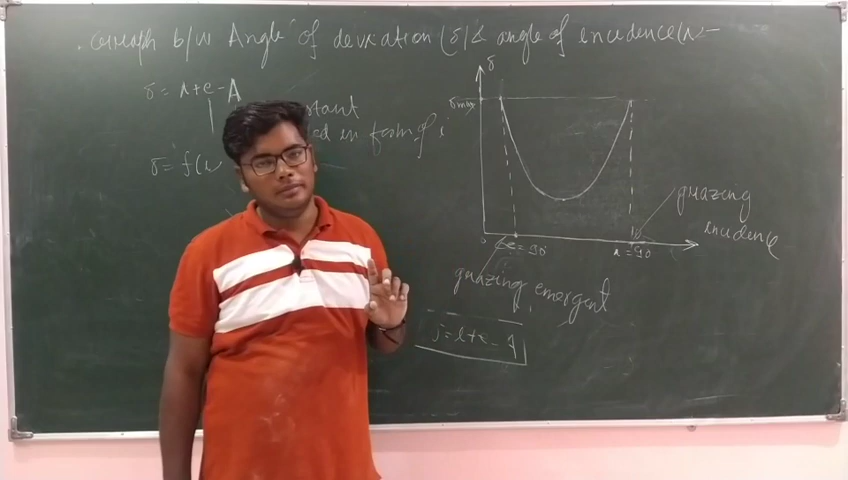 Graph b/w Angle of deviation (δ) & angle of incidence (i) :-
δ = i + e - A
stant
ed in form of i
δ = f(i
δ
δmax
0
e = 90°
i = 90
grazing
incidence
grazing emergent
δ = i + e - A